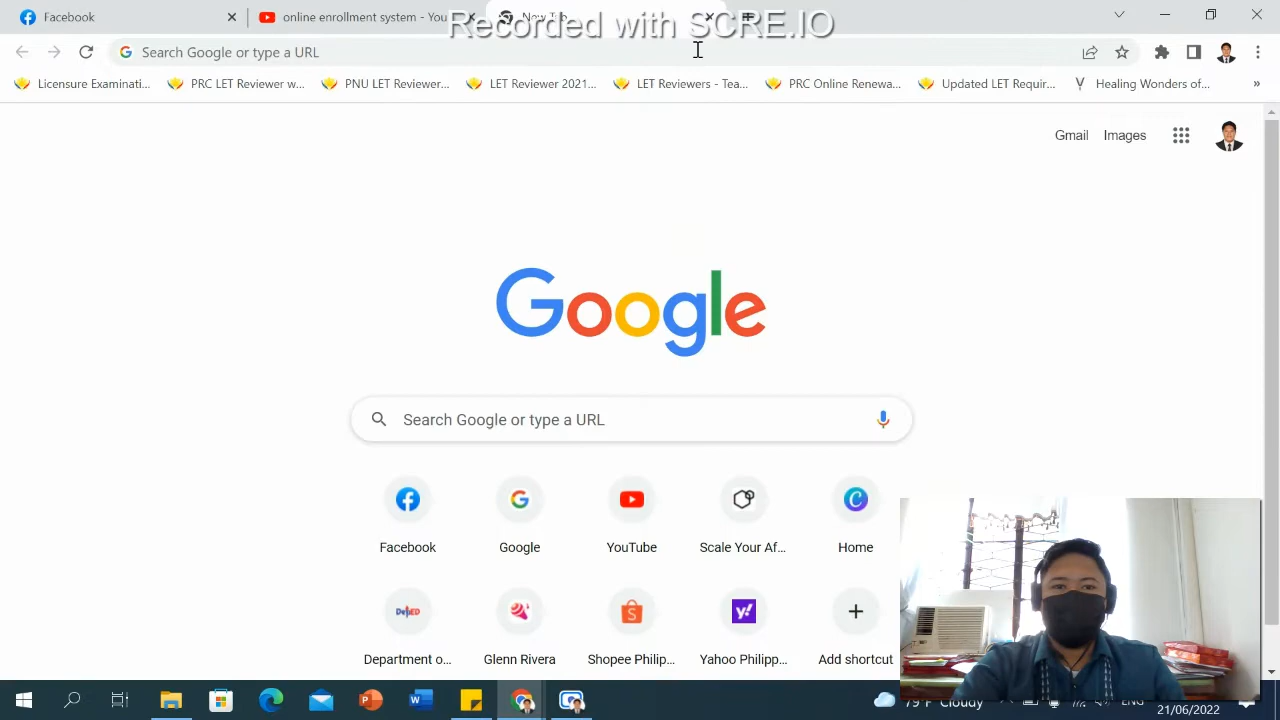 Facebook
online enrollment system - You
Recorded with SCRE.IO
Search Google or type a URL
Licensure Examinati...
PRC LET Reviewer w...
PNU LET Reviewer...
LET Reviewer 2021...
LET Reviewers - Tea...
PRC Online Renewa...
Updated LET Requir...
Healing Wonders of...
»
Gmail
Images
Google
Search Google or type a URL
Facebook
Google
YouTube
Scale Your Af...
Home
DepED
Department o...
Glenn Rivera
Shopee Philip...
Yahoo Philipp...
Add shortcut
Cloudy
ENG
21/06/2022